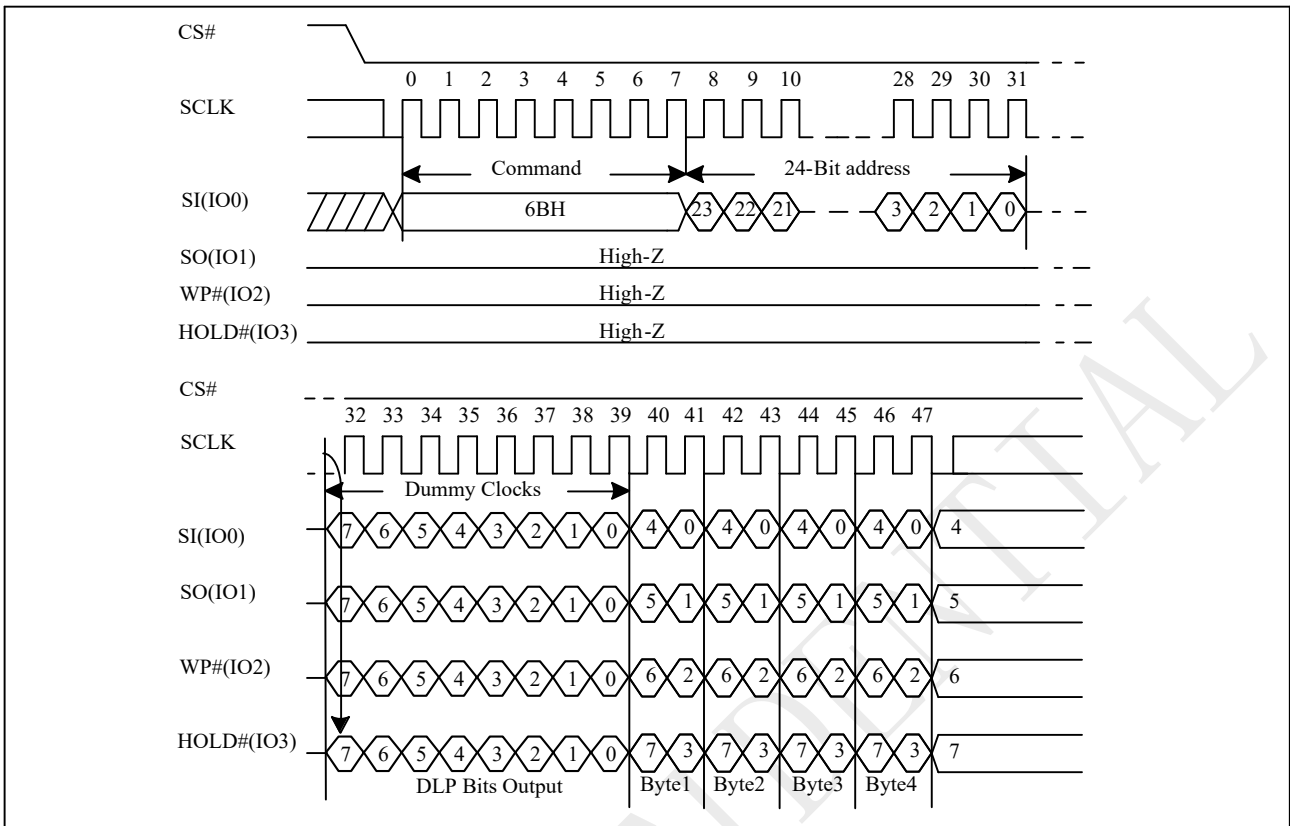 CS#
0 1 2 3 4 5 6 7 8 9 10 28 29 30 31
SCLK
Command 24-Bit address
SI(IO0) 6BH 23 22 21 3 2 1 0
SO(IO1) High-Z
WP#(IO2) High-Z
HOLD#(IO3) High-Z
CS#
32 33 34 35 36 37 38 39 40 41 42 43 44 45 46 47
SCLK
Dummy Clocks
SI(IO0) 7 6 5 4 3 2 1 0 4 0 4 0 4 0 4 0 4
SO(IO1) 7 6 5 4 3 2 1 0 5 1 5 1 5 1 5 1 5
WP#(IO2) 7 6 5 4 3 2 1 0 6 2 6 2 6 2 6 2 6
HOLD#(IO3) 7 6 5 4 3 2 1 0 7 3 7 3 7 3 7 3 7
DLP Bits Output Byte1 Byte2 Byte3 Byte4